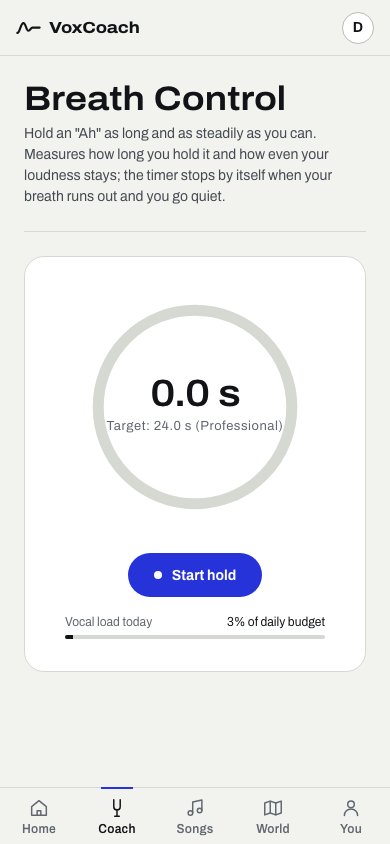 VoxCoach
D
Breath Control
Hold an "Ah" as long and as steadily as you can.
Measures how long you hold it and how even your
loudness stays; the timer stops by itself when your
breath runs out and you go quiet.
0.0 s
Target: 24.0 s (Professional)
Start hold
Vocal load today 3% of daily budget
Home Coach Songs World You